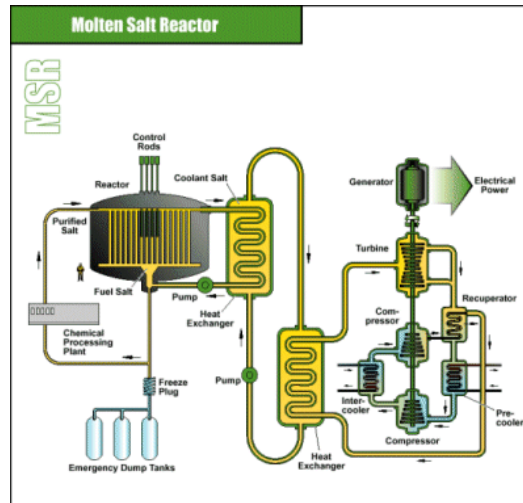 Molten Salt Reactor
MSR
Control
Rods
Reactor
Coolant Salt
Purified
Salt
Fuel Salt
Pump
Heat
Exchanger
Chemical
Processing
Plant
Freeze
Plug
Emergency Dump Tanks
Pump
Heat
Exchanger
Generator
Electrical
Power
Turbine
Recuperator
Com-
pressor
Inter-
cooler
Pre-
cooler
Compressor